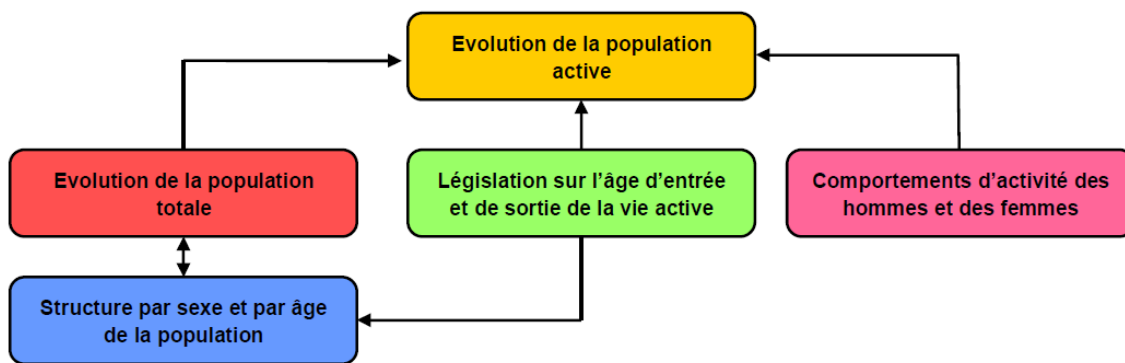 Evolution de la population
active
Evolution de la population
totale
Législation sur l’âge d’entrée
et de sortie de la vie active
Comportements d’activité des
hommes et des femmes
Structure par sexe et par âge
de la population